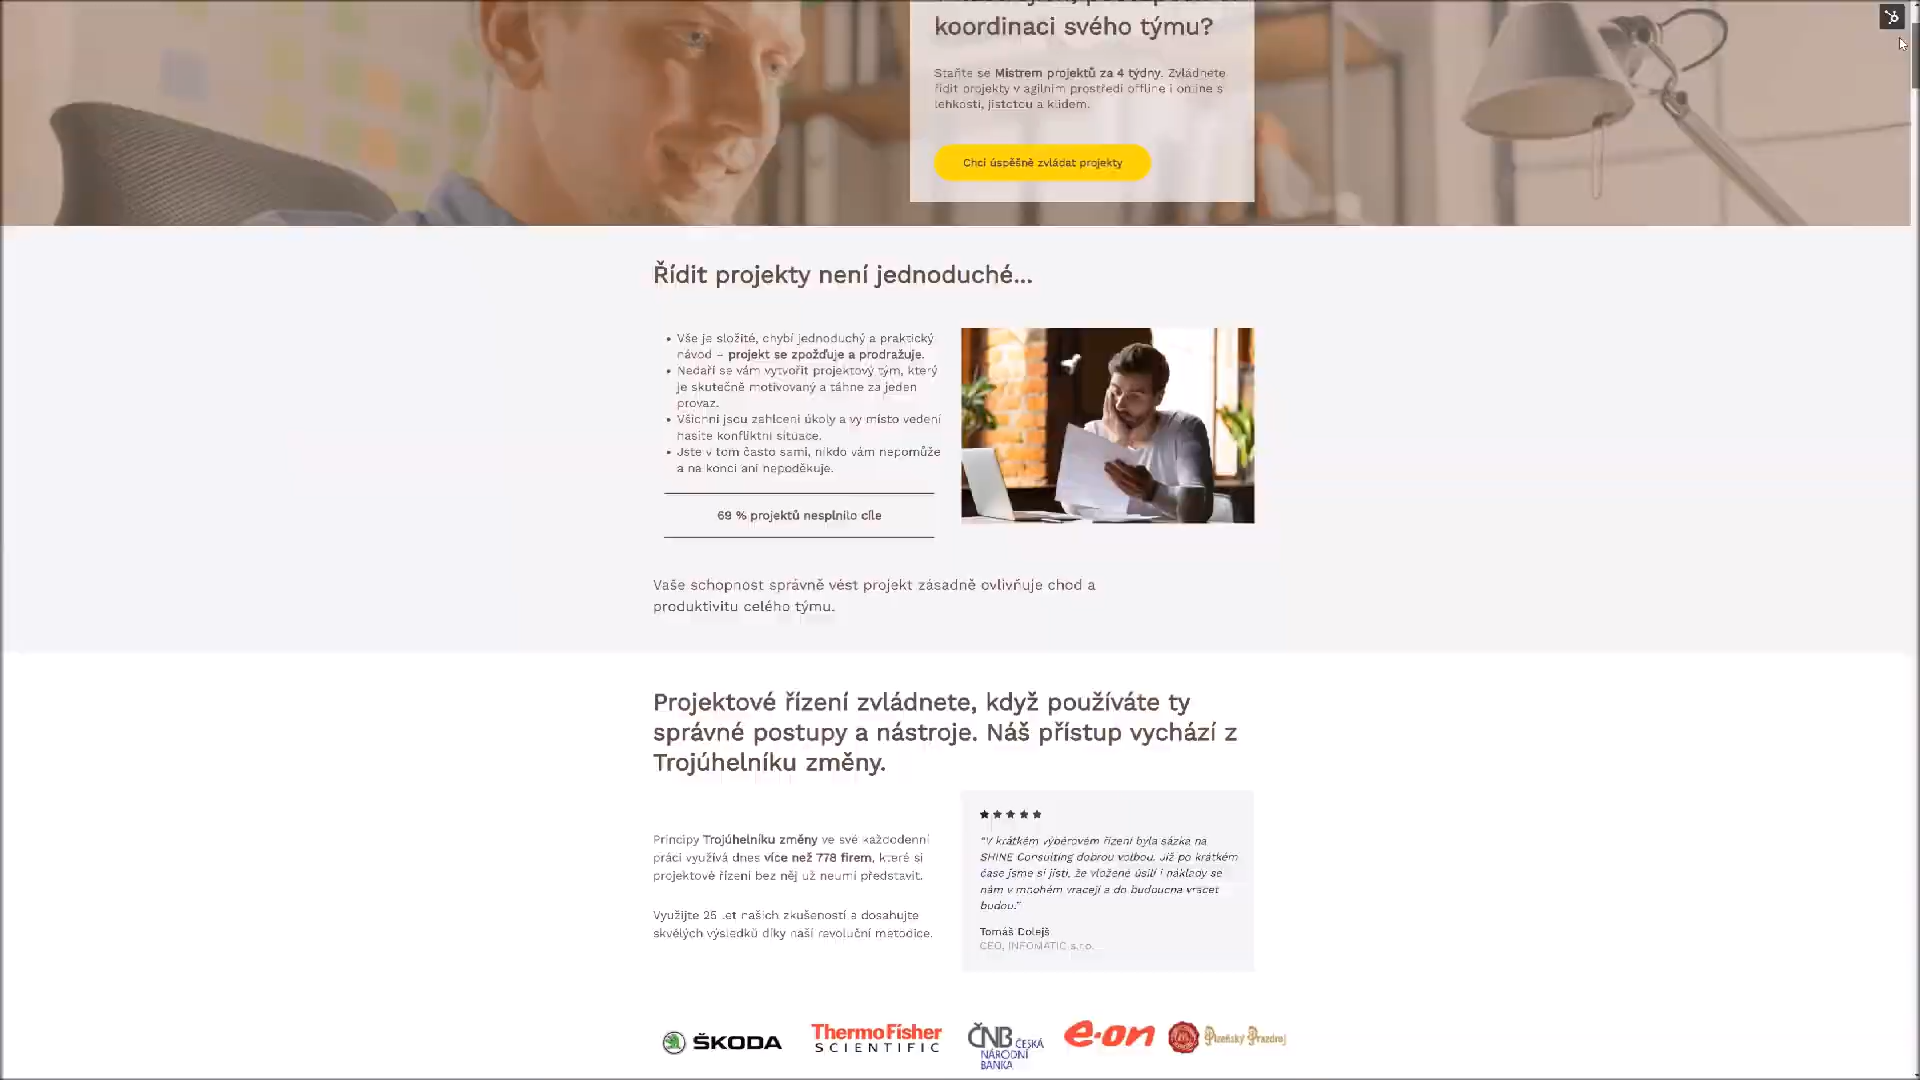 koordinaci svého týmu?
Staňte se Mistrem projektů za 4 týdny. Zvládnete
řídit projekty v agilním prostředí offline i online s
lehkostí, jistotou a klidem.
Chci úspěšně zvládat projekty
Řídit projekty není jednoduché...
• Vše je složité, chybí jednoduchý a praktický
návod – projekt se zpožďuje a prodražuje.
• Nedaří se vám vytvořit projektový tým, který
je skutečně motivovaný a táhne za jeden
provaz.
• Všichni jsou zahlceni úkoly a vy místo vedení
hasíte konfliktní situace.
• Jste v tom často sami, nikdo vám nepomůže
a na konci ani nepoděkuje.
69 % projektů nesplnilo cíle
Vaše schopnost správně vést projekt zásadně ovlivňuje chod a
produktivitu celého týmu.
Projektové řízení zvládnete, když používáte ty
správné postupy a nástroje. Náš přístup vychází z
Trojúhelníku změny.
Principy Trojúhelníku změny ve své každodenní
práci využívá dnes více než 778 firem, které si
projektové řízení bez něj už neumí představit.
Využijte 25 let našich zkušeností a dosahujte
skvělých výsledků díky naší revoluční metodice.
★★★★★
"V krátkém výběrovém řízení byla sázka na
SHINE Consulting dobrou volbou. Již po krátkém
čase jsme si jisti, že vložené úsilí i náklady se
nám v mnohém vracejí a do budoucna vracet
budou."
Tomáš Dolejš
CEO, INFOMATIC s.r.o.
ŠKODA
ThermoFisher
SCIENTIFIC
ČNB ČESKÁ
NÁRODNÍ
BANKA
e·on
Plzeňský Prazdroj